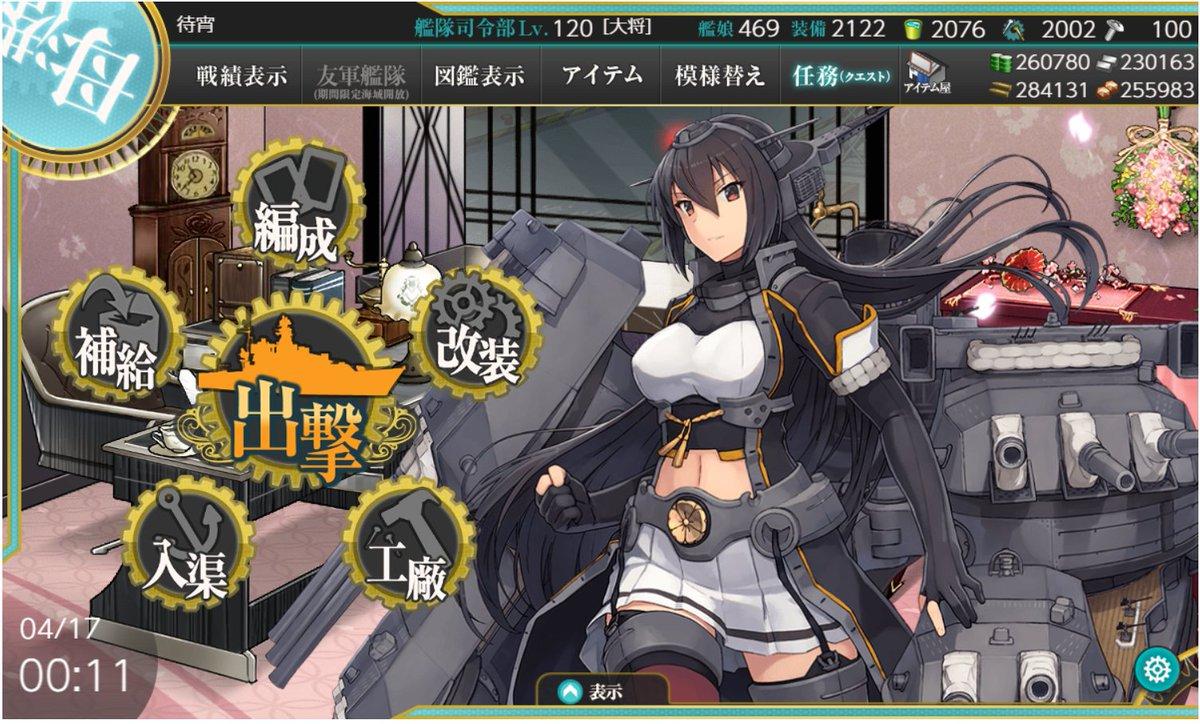 母港
待宵
艦隊司令部Lv.120 [大将]
艦娘 469 装備 2122 2076 2002 100
戦績表示 友軍艦隊 図鑑表示 アイテム 模様替え 任務(クエスト) アイテム屋
(期間限定海域開放)
260780 230163
284131 255983
編成
補給
改装
出撃
入渠
工廠
04/17
00:11
表示